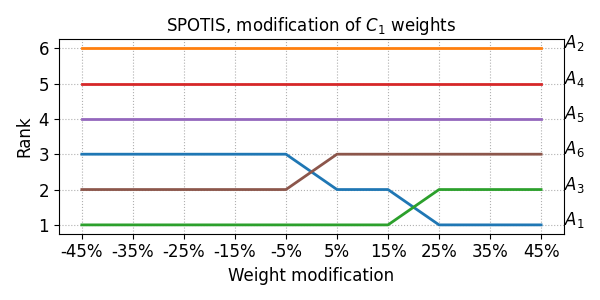 SPOTIS, modification of C₁ weights
6 A₂
5 A₄
4 A₅
3 A₆
2 A₃
1 A₁
Rank
-45% -35% -25% -15% -5% 5% 15% 25% 35% 45%
Weight modification